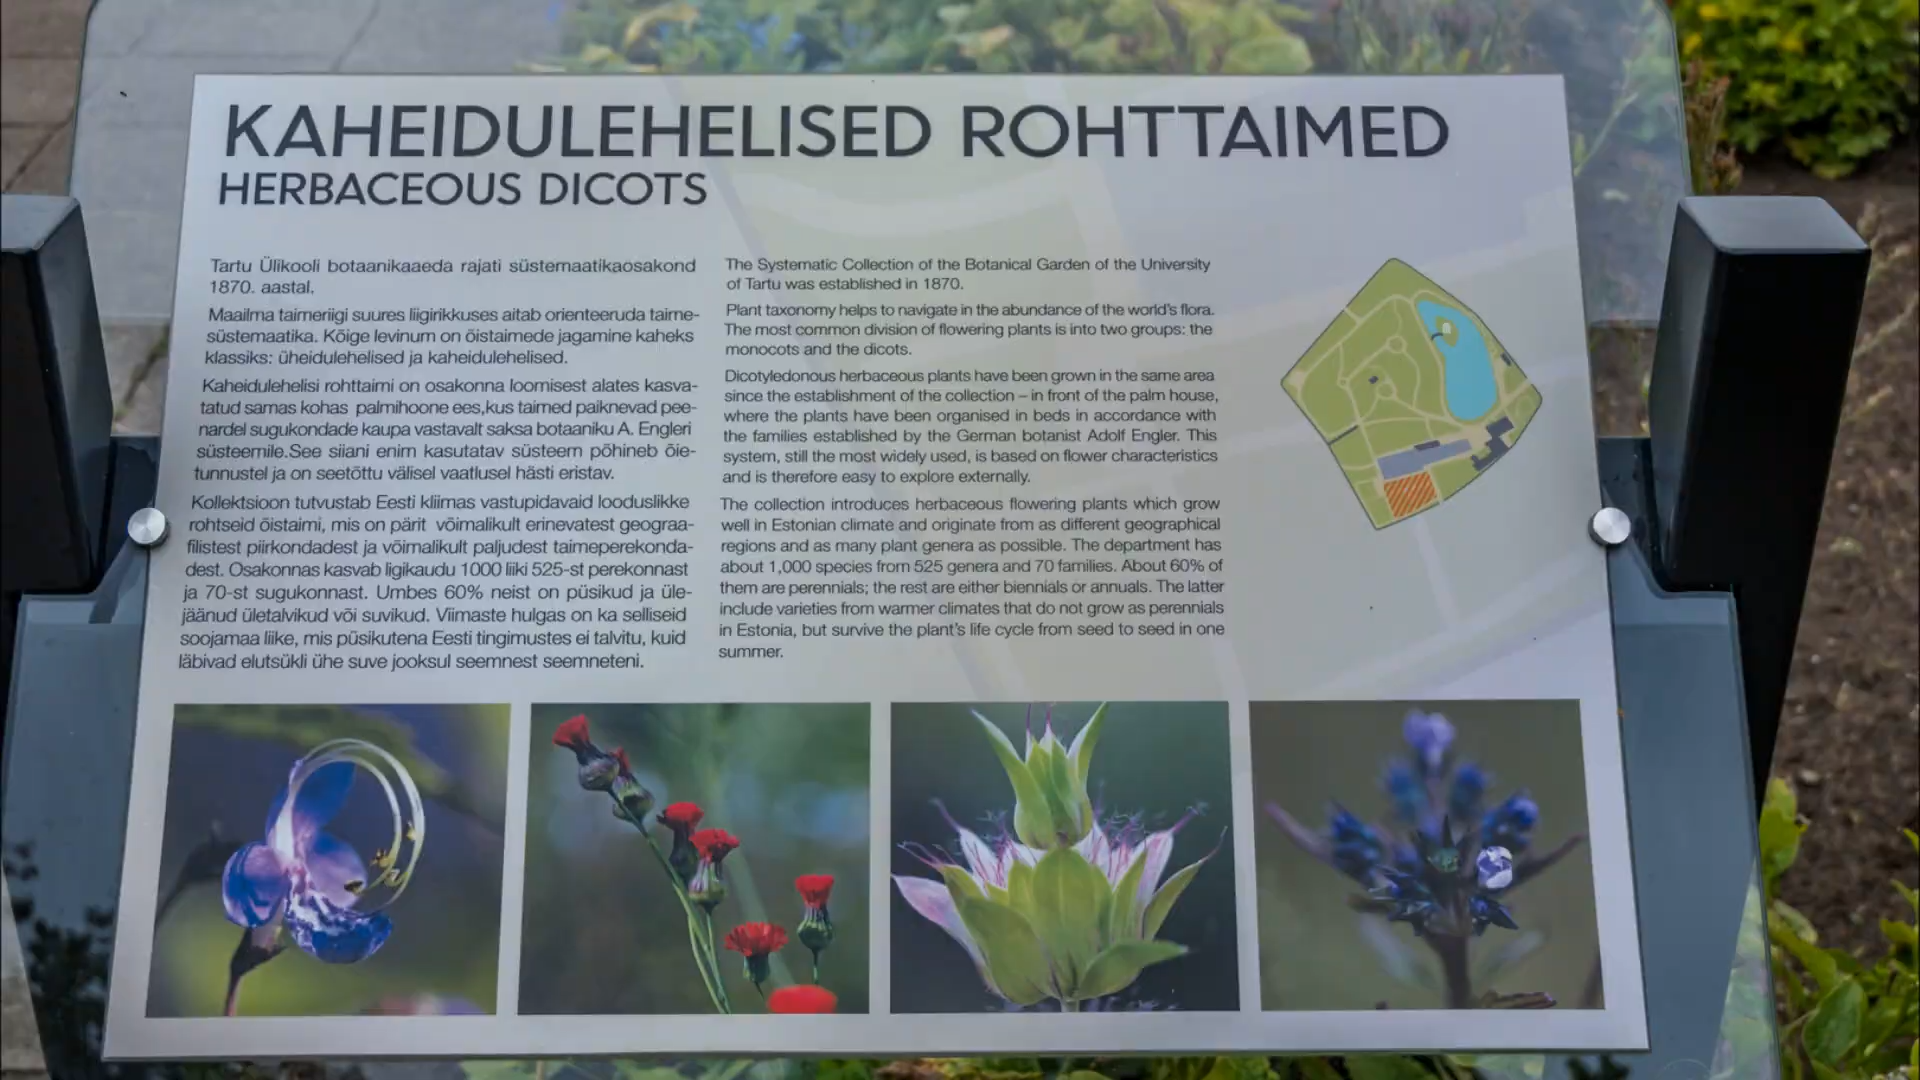 KAHEIDULEHELISED ROHTTAIMED
HERBACEOUS DICOTS
Tartu Ülikooli botaanikaaeda rajati süstemaatikaosakond
1870. aastal.
Maailma taimeriigi suures liigirikkuses aitab orienteeruda taime-
süstemaatika. Kõige levinum on õistaimede jagamine kaheks
klassiks: üheidulehelised ja kaheidulehelised.
Kaheidulehelisi rohttaimi on osakonna loomisest alates kasva-
tatud samas kohas palmihoone ees,kus taimed paiknevad pee-
nardel sugukondade kaupa vastavalt saksa botaaniku A. Engleri
süsteemile.See siiani enim kasutatav süsteem põhineb õie-
tunnustel ja on seetõttu välisel vaatlusel hästi eristav.
Kollektsioon tutvustab Eesti kliimas vastupidavaid looduslikke
rohtseid õistaimi, mis on pärit võimalikult erinevatest geograa-
filistest piirkondadest ja võimalikult paljudest taimeperekonda-
dest. Osakonnas kasvab ligikaudu 1000 liiki 525-st perekonnast
ja 70-st sugukonnast. Umbes 60% neist on püsikud ja üle-
jäänud ületalvikud või suvikud. Viimaste hulgas on ka selliseid
soojamaa liike, mis püsikutena Eesti tingimustes ei talvitu, kuid
läbivad elutsükli ühe suve jooksul seemnest seemneteni.
The Systematic Collection of the Botanical Garden of the University
of Tartu was established in 1870.
Plant taxonomy helps to navigate in the abundance of the world's flora.
The most common division of flowering plants is into two groups: the
monocots and the dicots.
Dicotyledonous herbaceous plants have been grown in the same area
since the establishment of the collection – in front of the palm house,
where the plants have been organised in beds in accordance with
the families established by the German botanist Adolf Engler. This
system, still the most widely used, is based on flower characteristics
and is therefore easy to explore externally.
The collection introduces herbaceous flowering plants which grow
well in Estonian climate and originate from as different geographical
regions and as many plant genera as possible. The department has
about 1,000 species from 525 genera and 70 families. About 60% of
them are perennials; the rest are either biennials or annuals. The latter
include varieties from warmer climates that do not grow as perennials
in Estonia, but survive the plant's life cycle from seed to seed in one
summer.